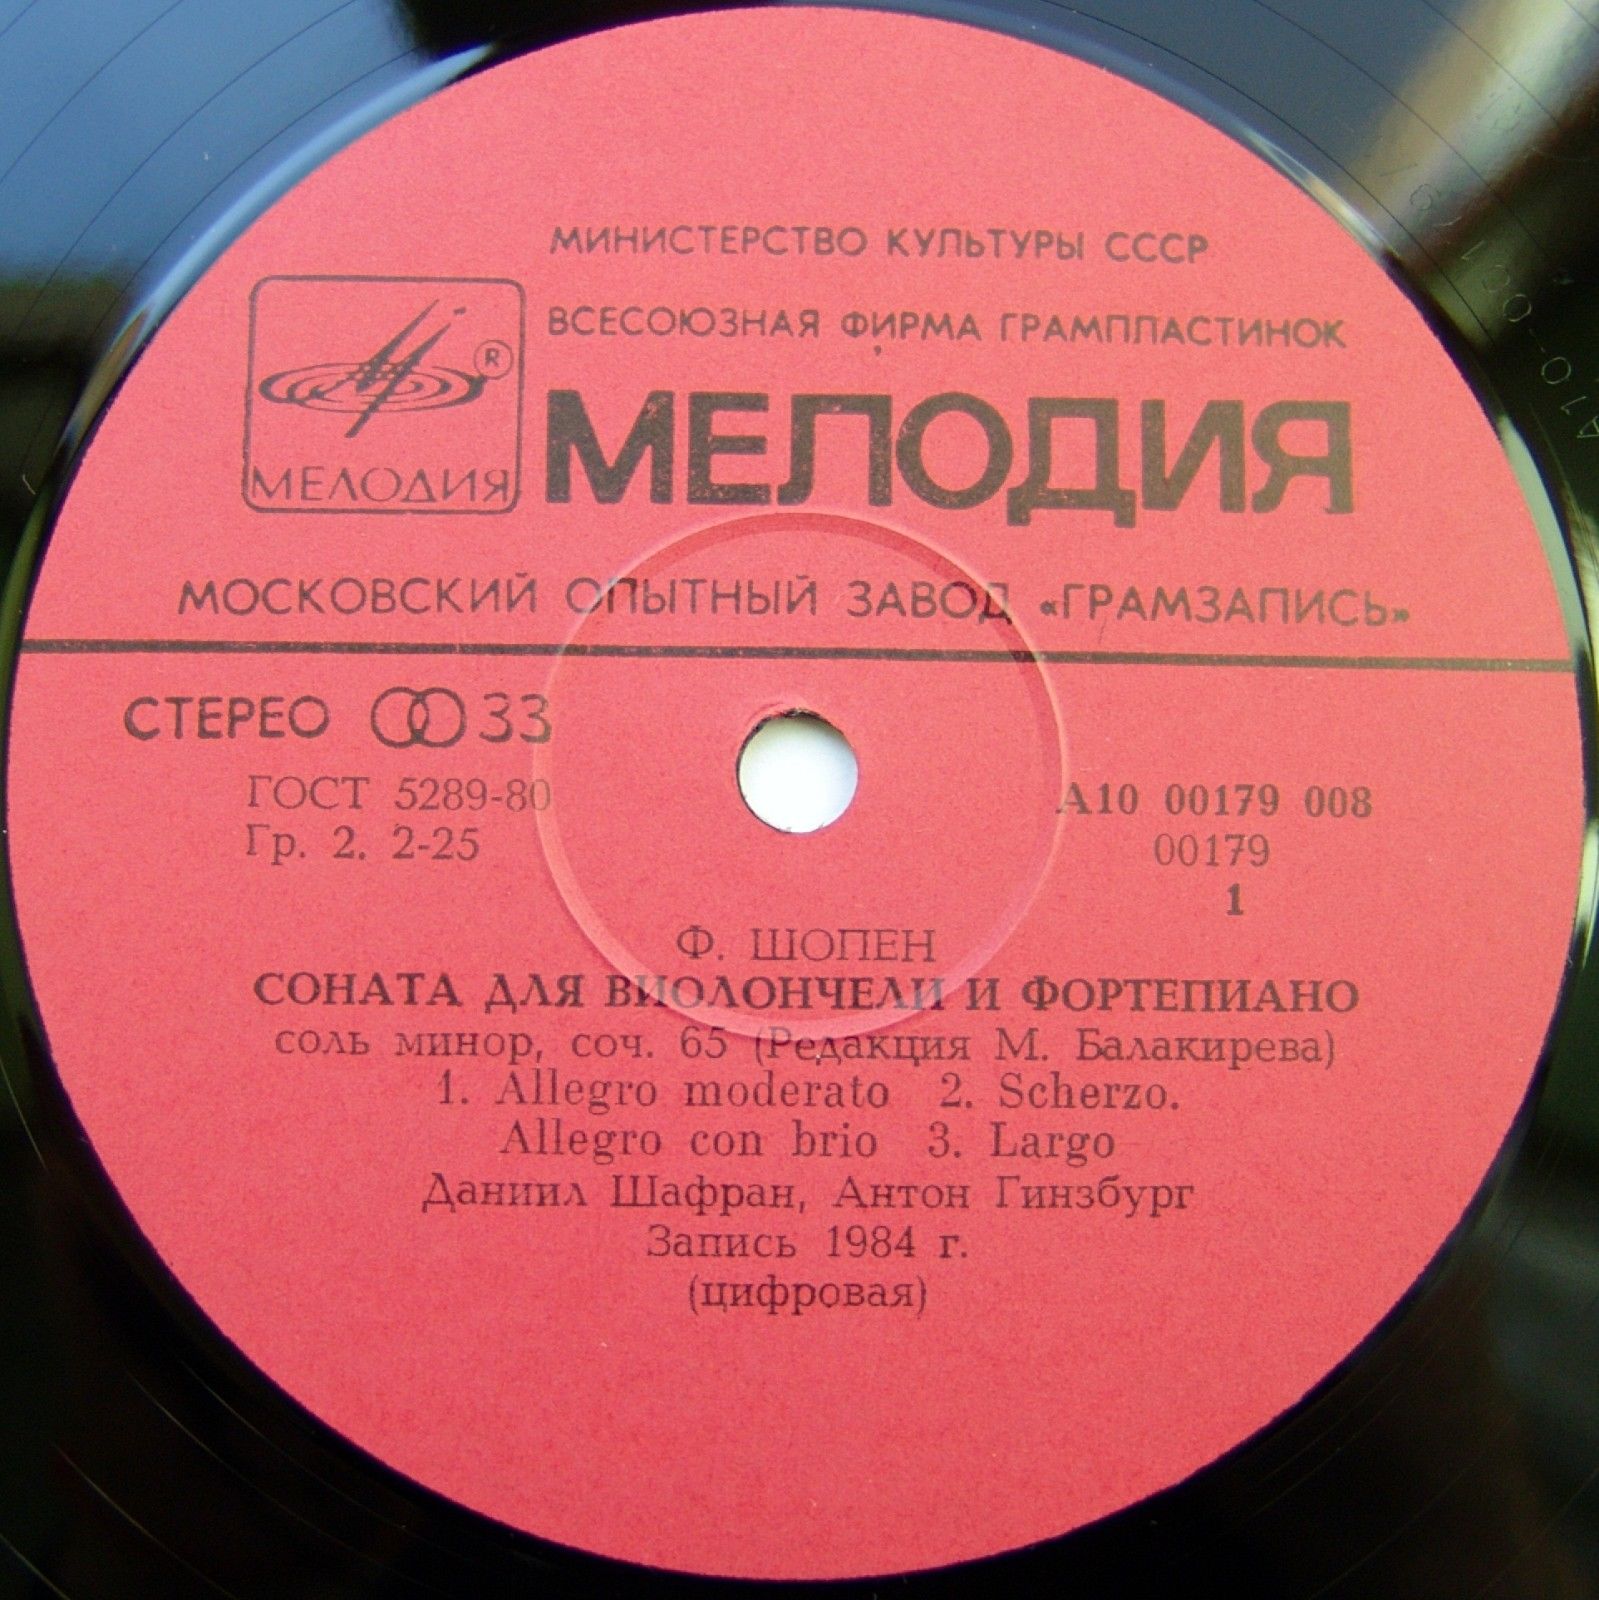 МИНИСТЕРСТВО КУЛЬТУРЫ СССР
ВСЕСОЮЗНАЯ ФИРМА ГРАМПЛАСТИНОК
®
МЕЛОДИЯ
МЕЛОДИЯ
МОСКОВСКИЙ ОПЫТНЫЙ ЗАВОД «ГРАМЗАПИСЬ»
СТЕРЕО 33
ГОСТ 5289-80
Гр. 2. 2-25
А10 00179 008
00179
1
Ф. ШОПЕН
СОНАТА ДЛЯ ВИОЛОНЧЕЛИ И ФОРТЕПИАНО
соль минор, соч. 65 (Редакция М. Балакирева)
1. Allegro moderato 2. Scherzo.
Allegro con brio 3. Largo
Даниил Шафран, Антон Гинзбург
Запись 1984 г.
(цифровая)